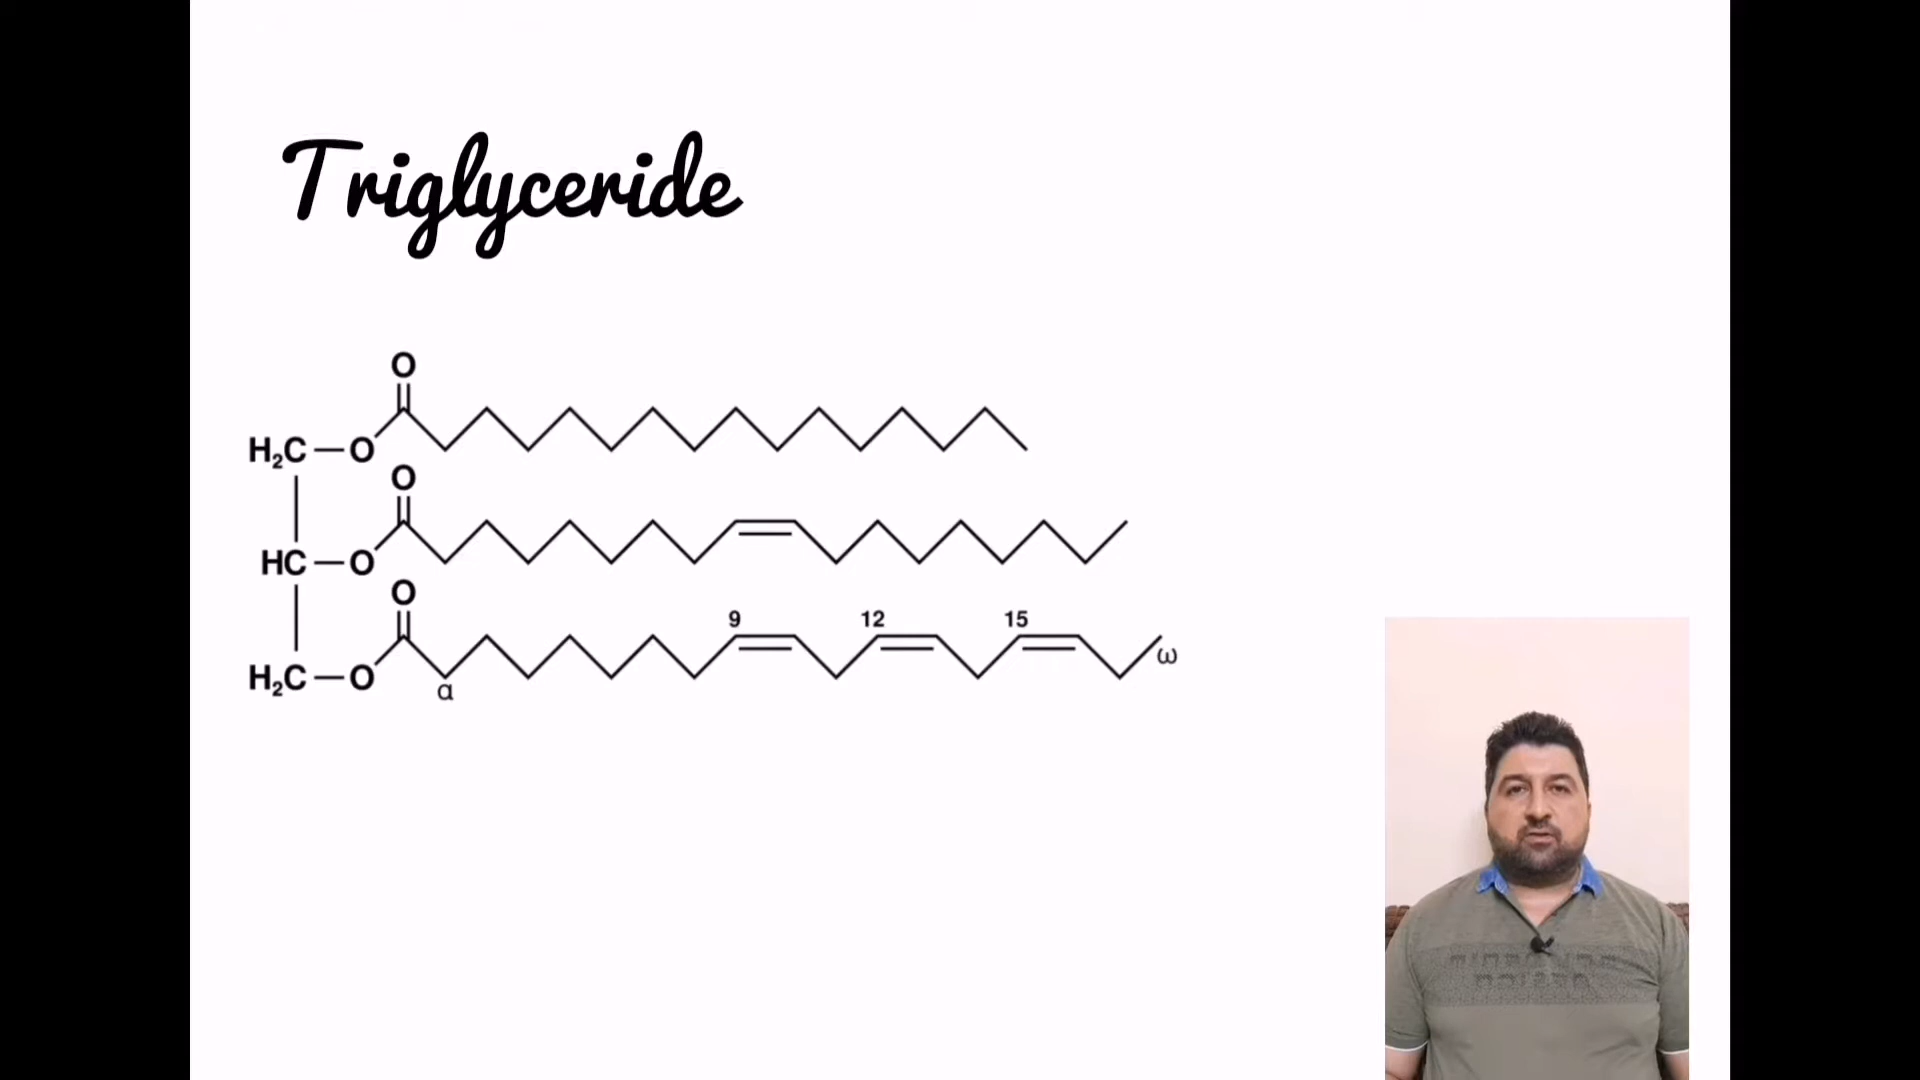 Triglyceride
O
H₂C—O
O
HC—O
O
9 12 15
ω
H₂C—O
α